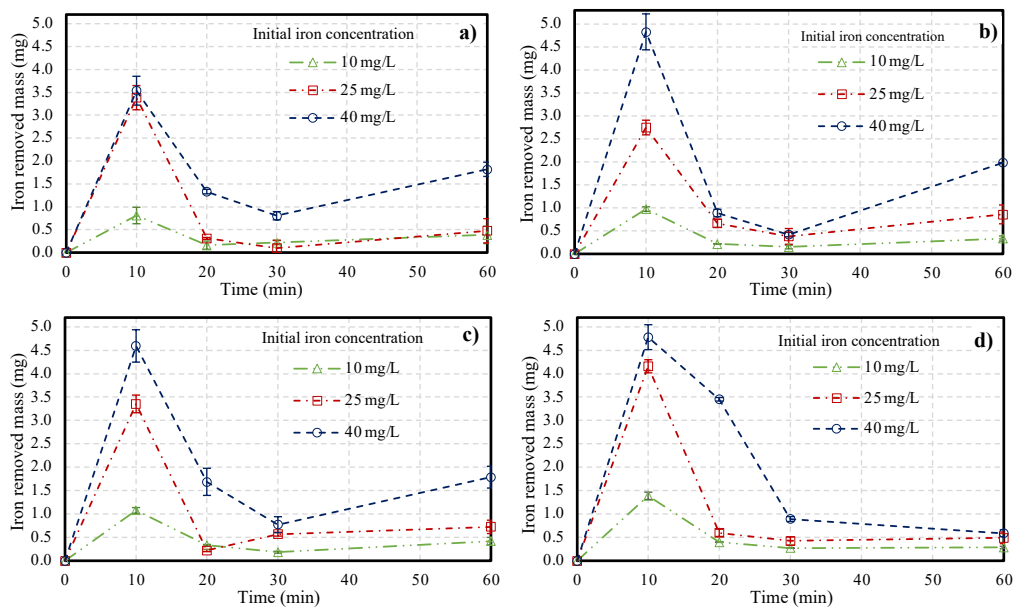 Iron removed mass (mg)
5.0
4.5
4.0
3.5
3.0
2.5
2.0
1.5
1.0
0.5
0.0
Initial iron concentration
a)
10 mg/L
25 mg/L
40 mg/L
0 10 20 30 40 50 60
Time (min)
Iron removed mass (mg)
5.0
4.5
4.0
3.5
3.0
2.5
2.0
1.5
1.0
0.5
0.0
Initial iron concentration
b)
10 mg/L
25 mg/L
40 mg/L
0 10 20 30 40 50 60
Time (min)
Iron removed mass (mg)
5.0
4.5
4.0
3.5
3.0
2.5
2.0
1.5
1.0
0.5
0.0
Initial iron concentration
c)
10 mg/L
25 mg/L
40 mg/L
0 10 20 30 40 50 60
Time (min)
Iron removed mass (mg)
5.0
4.5
4.0
3.5
3.0
2.5
2.0
1.5
1.0
0.5
0.0
Initial iron concentration
d)
10 mg/L
25 mg/L
40 mg/L
0 10 20 30 40 50 60
Time (min)